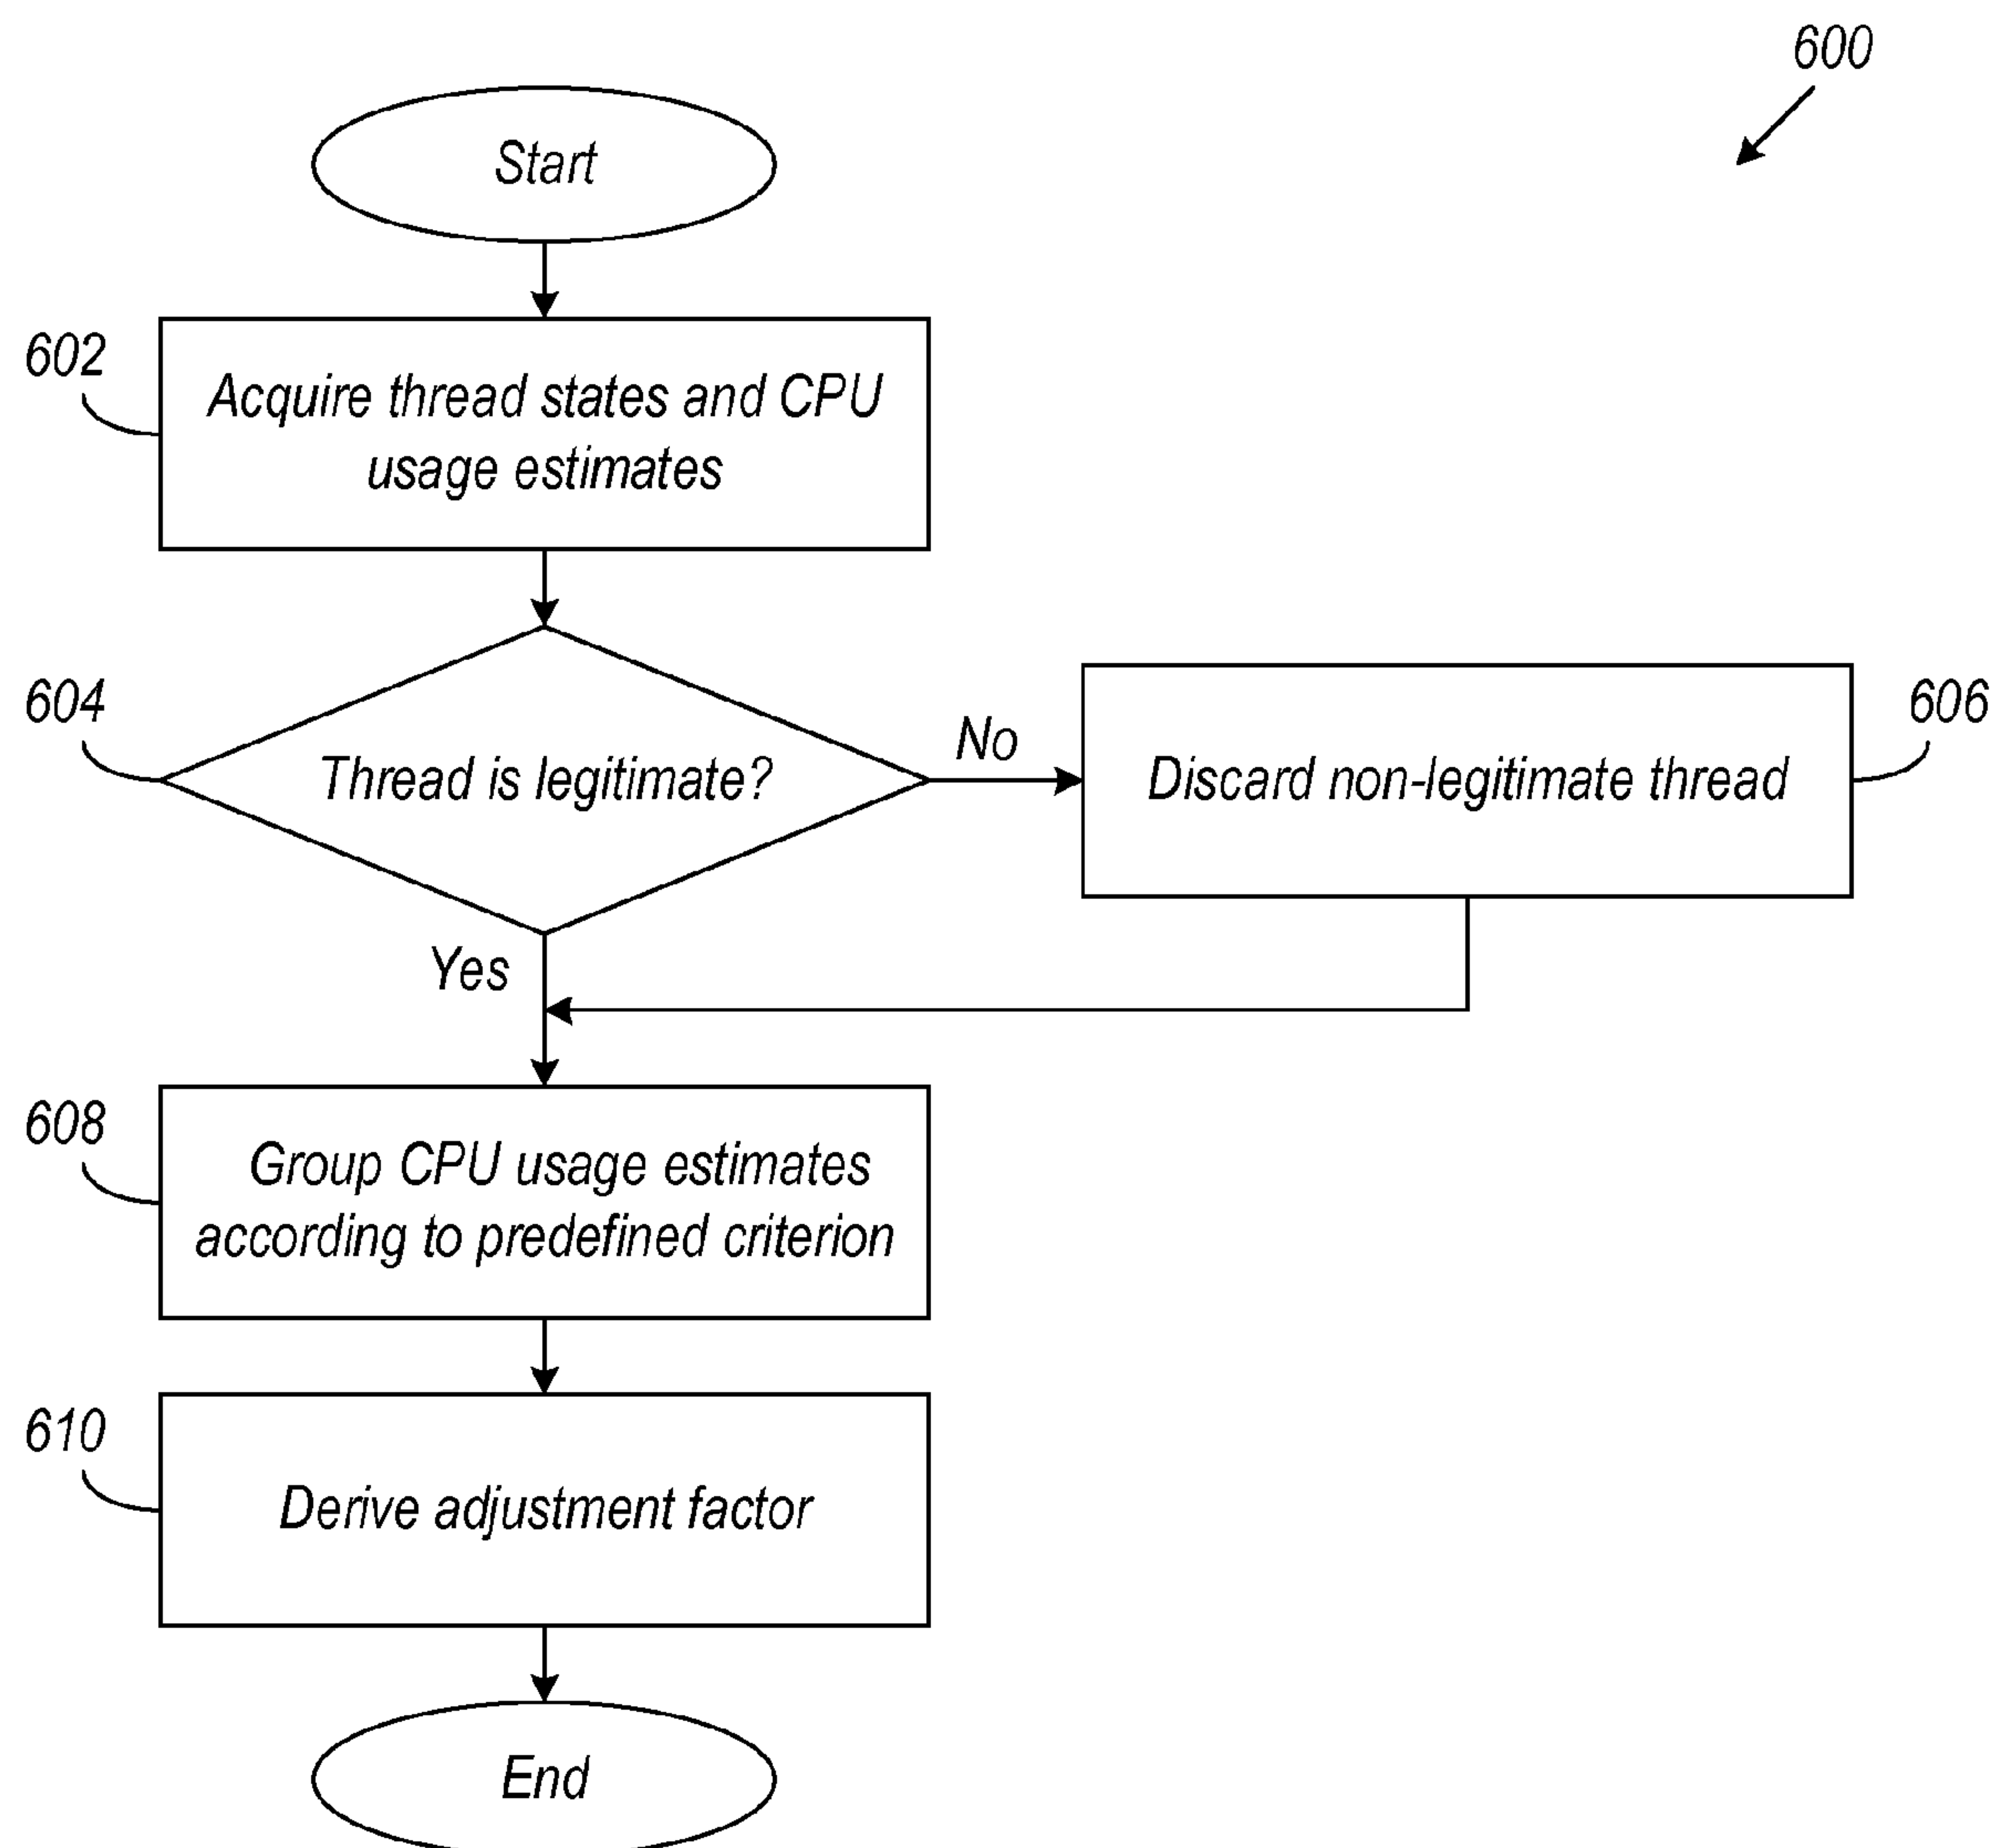 600
Start
602
Acquire thread states and CPU
usage estimates
604
Thread is legitimate?
No
Discard non-legitimate thread
606
Yes
608
Group CPU usage estimates
according to predefined criterion
610
Derive adjustment factor
End